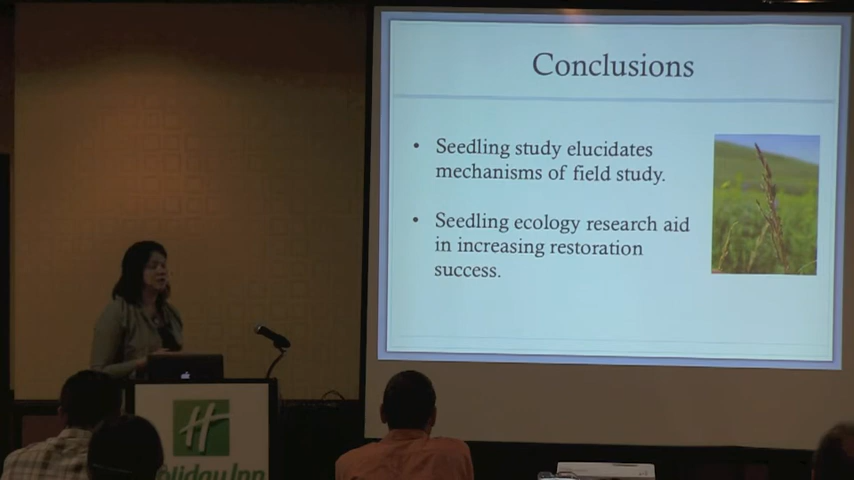 Conclusions
• Seedling study elucidates
mechanisms of field study.
• Seedling ecology research aid
in increasing restoration
success.
H
Holiday Inn